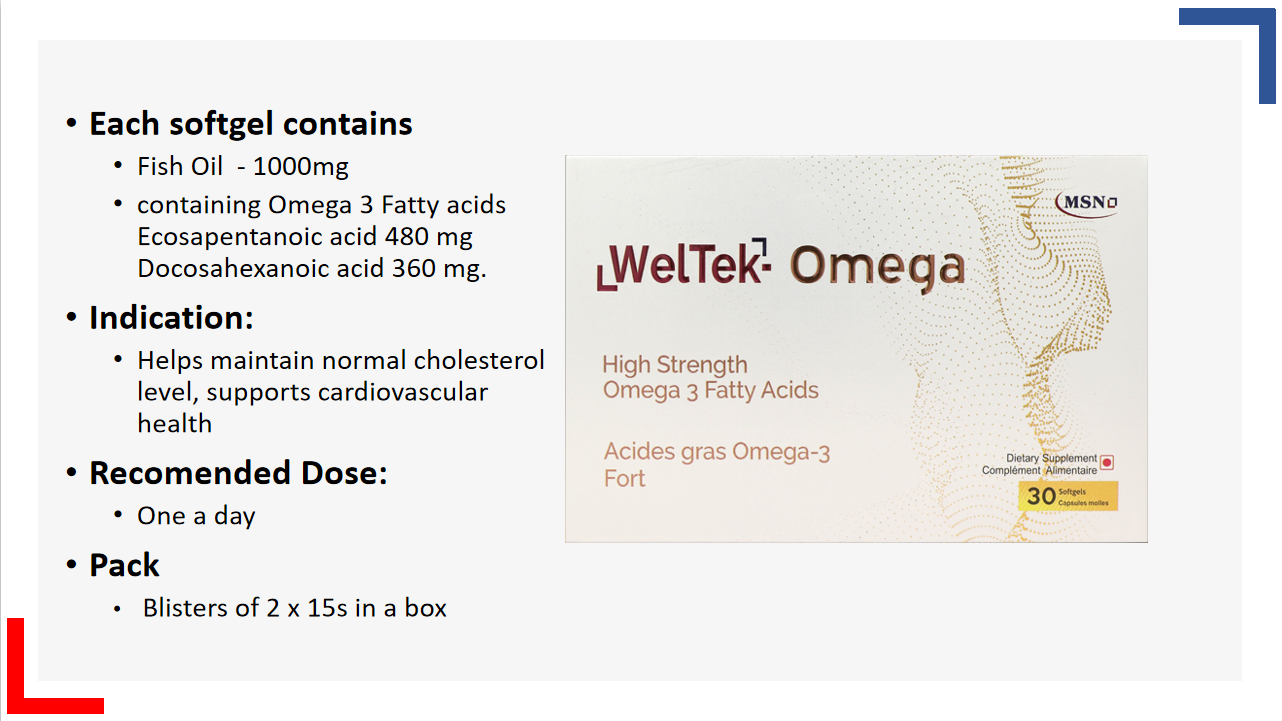 • Each softgel contains
• Fish Oil  - 1000mg
• containing Omega 3 Fatty acids
Ecosapentanoic acid 480 mg
Docosahexanoic acid 360 mg.
• Indication:
• Helps maintain normal cholesterol
level, supports cardiovascular
health
• Recomended Dose:
• One a day
• Pack
• Blisters of 2 x 15s in a box
MSN
WelTek- Omega
High Strength
Omega 3 Fatty Acids
Acides gras Omega-3
Fort
Dietary Supplement
Complément Alimentaire
30 Softgels
Capsules molles